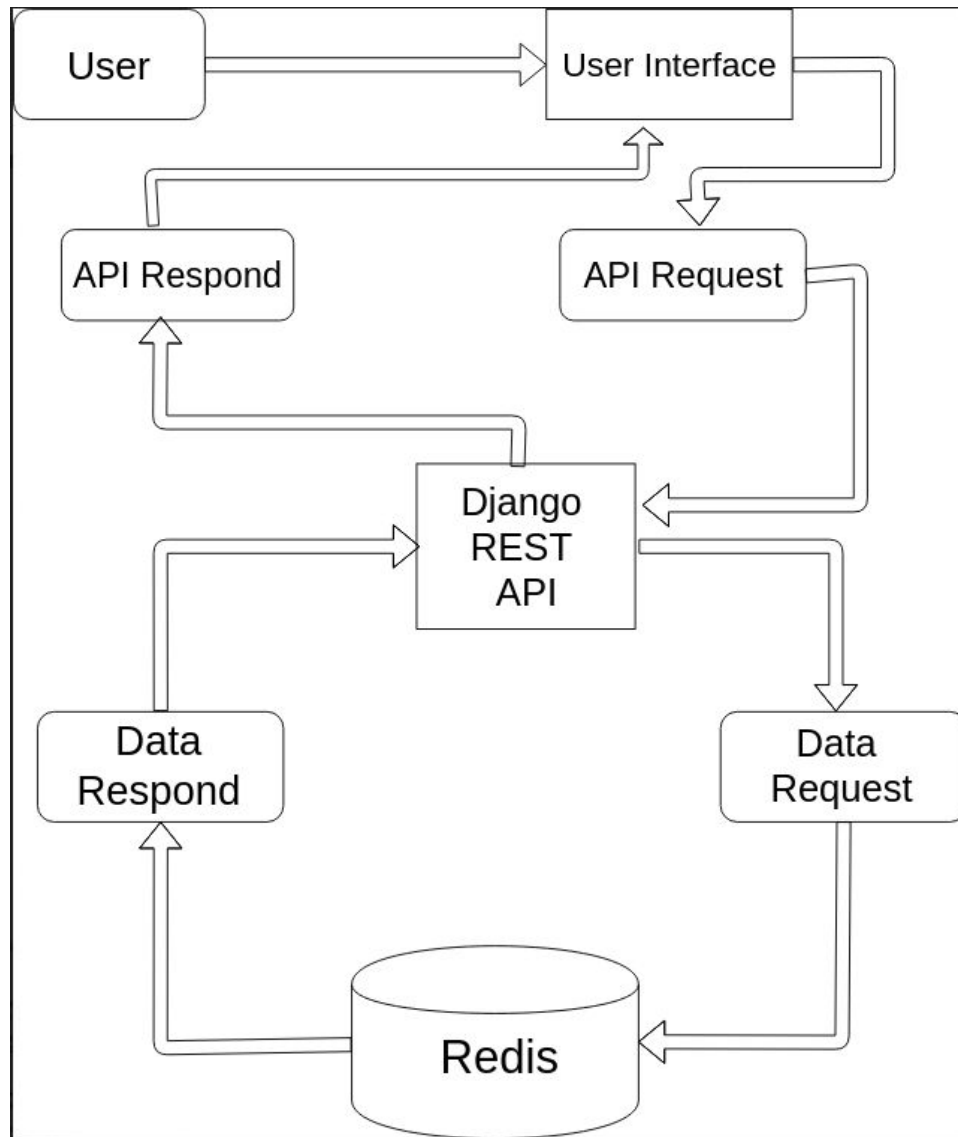 User
User Interface
API Respond
API Request
Django
REST
API
Data
Respond
Data
Request
Redis